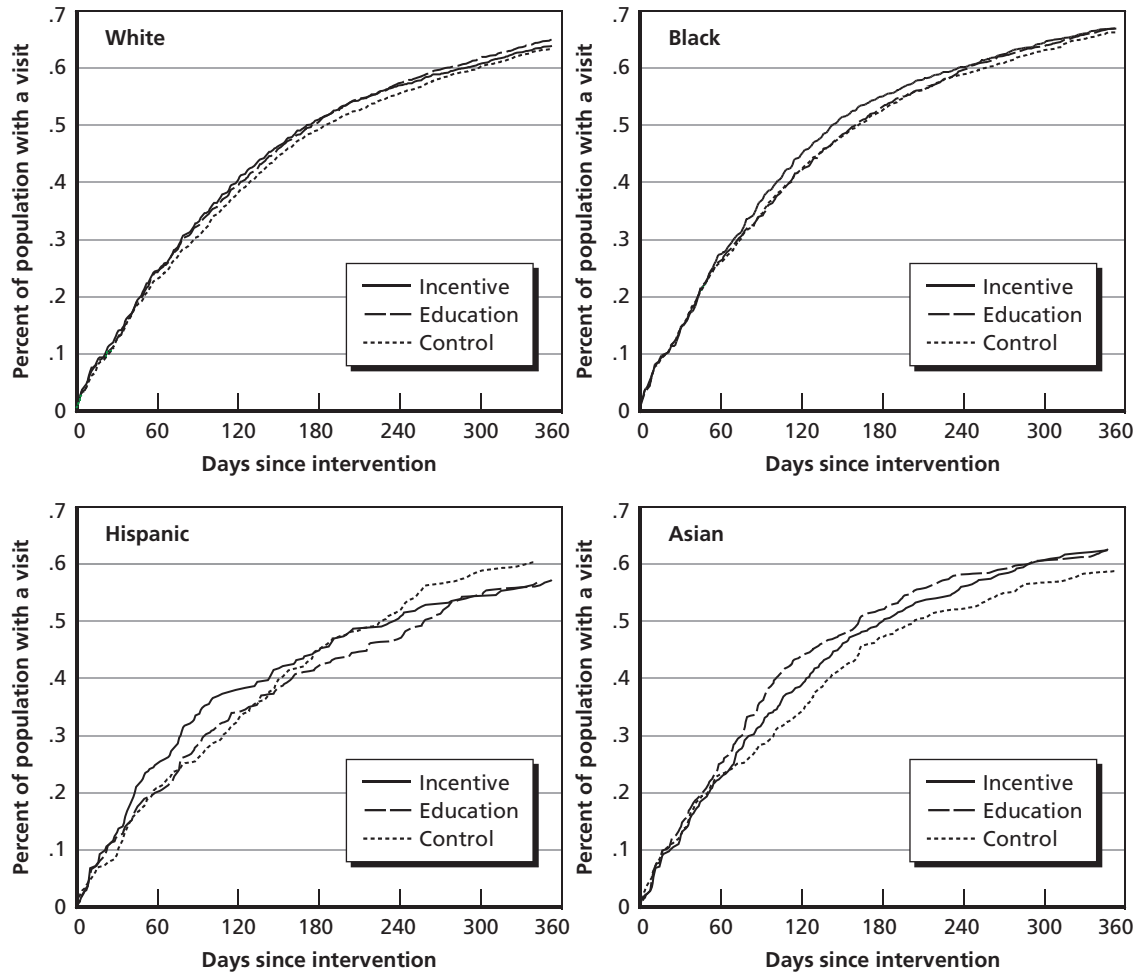 Percent of population with a visit
.7
.6
.5
.4
.3
.2
.1
0
White
Incentive
Education
Control
0 60 120 180 240 300 360
Days since intervention
Percent of population with a visit
.7
.6
.5
.4
.3
.2
.1
0
Black
Incentive
Education
Control
0 60 120 180 240 300 360
Days since intervention
Percent of population with a visit
.7
.6
.5
.4
.3
.2
.1
0
Hispanic
Incentive
Education
Control
0 60 120 180 240 300 360
Days since intervention
Percent of population with a visit
.7
.6
.5
.4
.3
.2
.1
0
Asian
Incentive
Education
Control
0 60 120 180 240 300 360
Days since intervention